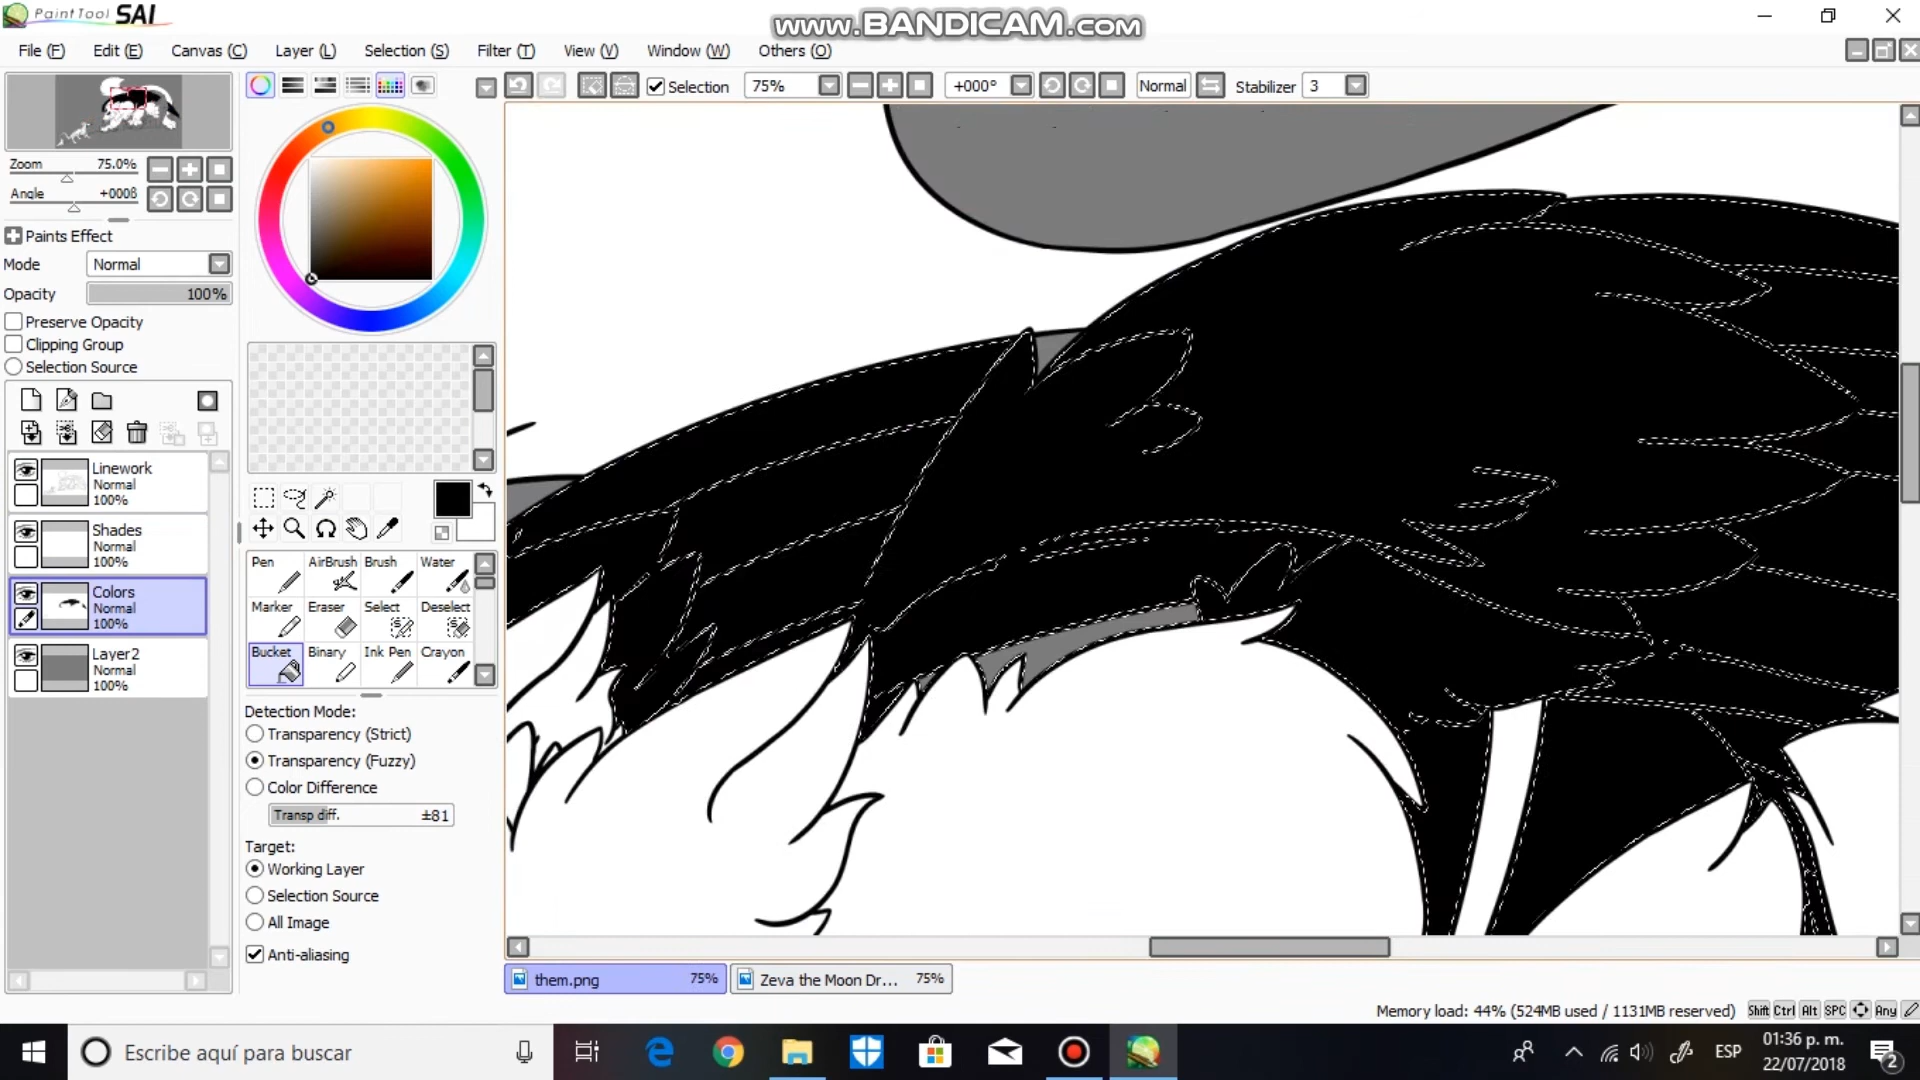 PaintTool SAI
www.BANDICAM.com
File (F) Edit (E) Canvas (C) Layer (L) Selection (S) Filter (T) View (V) Window (W) Others (O)
Selection 75% +000° Normal Stabilizer 3
Zoom 75.0%
Angle +000ß
Paints Effect
Mode Normal
Opacity 100%
Preserve Opacity
Clipping Group
Selection Source
Linework
Normal
100%
Shades
Normal
100%
Colors
Normal
100%
Layer2
Normal
100%
Pen AirBrush Brush Water
Marker Eraser Select Deselect
Bucket Binary Ink Pen Crayon
Detection Mode:
Transparency (Strict)
Transparency (Fuzzy)
Color Difference
Transp diff. ±81
Target:
Working Layer
Selection Source
All Image
Anti-aliasing
them.png 75% Zeva the Moon Dr... 75%
Memory load: 44% (524MB used / 1131MB reserved) Shift Ctrl Alt SPC Any
Escribe aquí para buscar
ESP
01:36 p. m.
22/07/2018
2